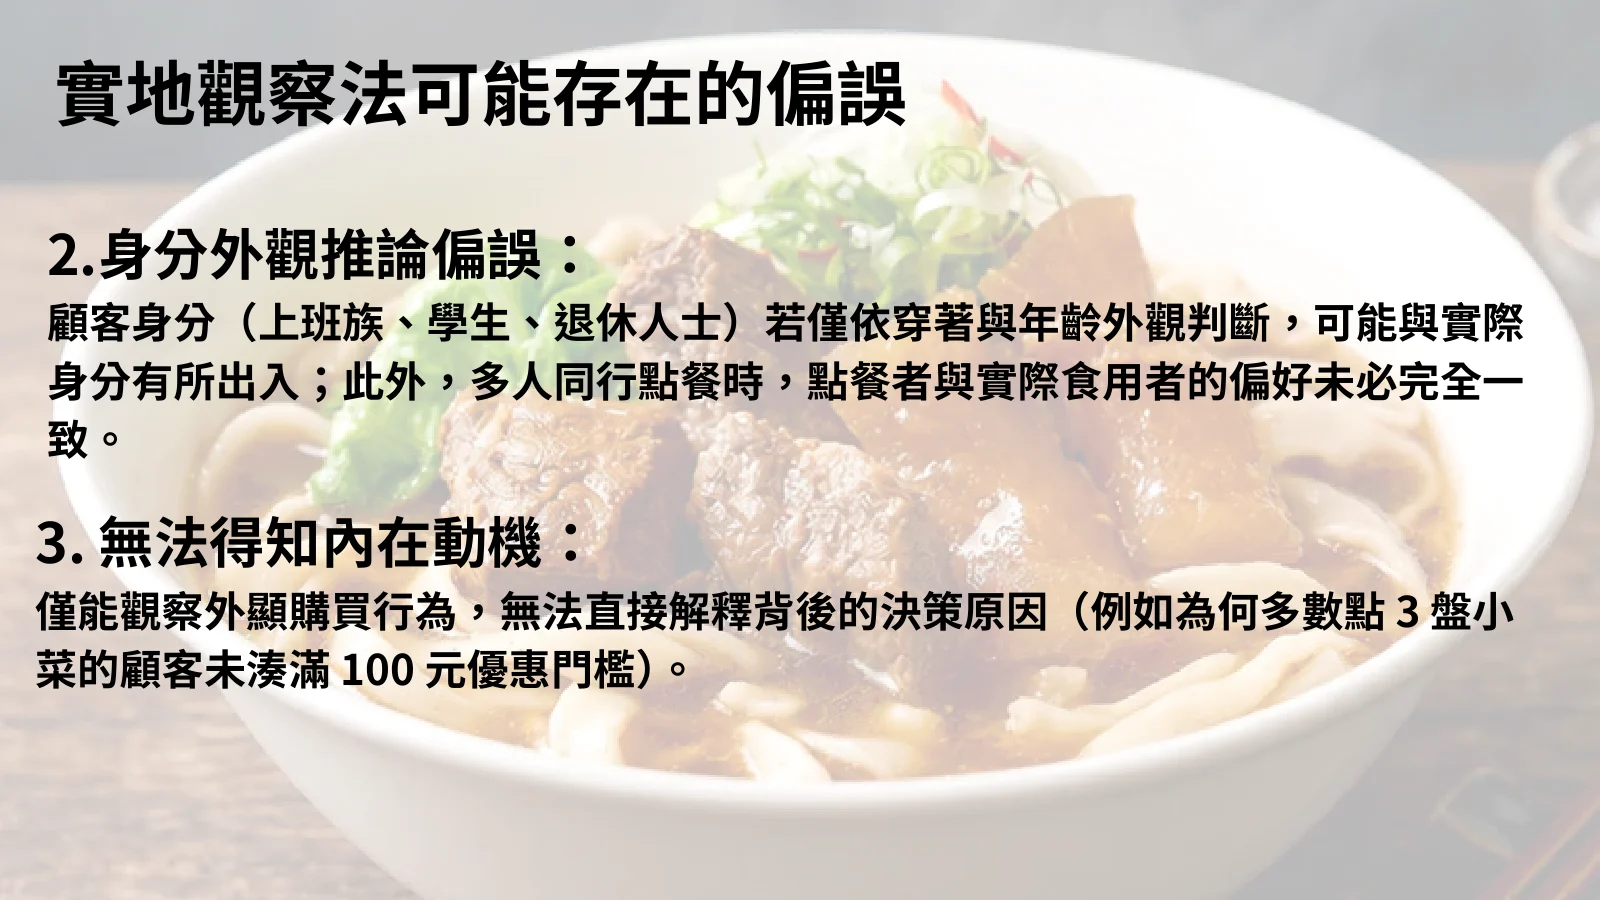 實地觀察法可能存在的偏誤
2.身分外觀推論偏誤：
顧客身分（上班族、學生、退休人士）若僅依穿著與年齡外觀判斷，可能與實際
身分有所出入；此外，多人同行點餐時，點餐者與實際食用者的偏好未必完全一
致。
3. 無法得知內在動機：
僅能觀察外顯購買行為，無法直接解釋背後的決策原因（例如為何多數點 3 盤小
菜的顧客未湊滿 100 元優惠門檻）。